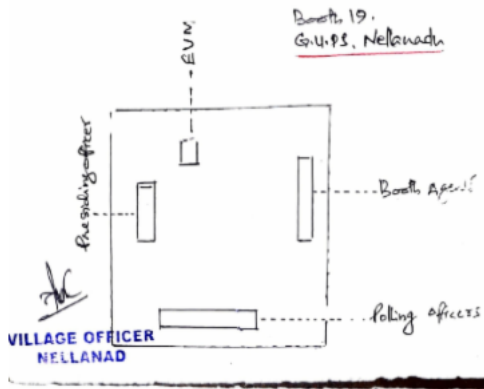 Booth 19.
G.U.P.S, Nellanadu
EVM
Presiding officer
Booth Agent
Polling officers
VILLAGE OFFICER
NELLANAD